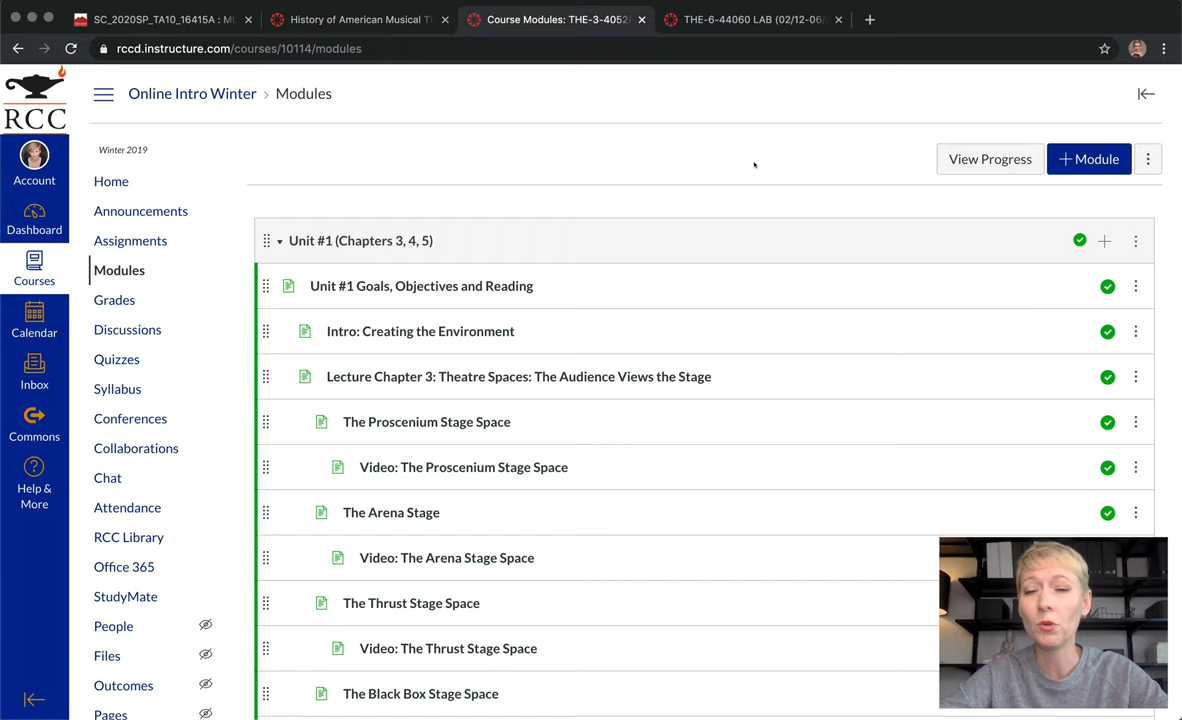 SC_2020SP_TA10_16415A : MU
History of American Musical Th
Course Modules: THE-3-4052
THE-6-44060 LAB (02/12-06/
rccd.instructure.com/courses/10114/modules
RCC
Online Intro Winter > Modules
Winter 2019
View Progress
+ Module
Account
Dashboard
Courses
Calendar
Inbox
Commons
Help &
More
Home
Announcements
Assignments
Modules
Grades
Discussions
Quizzes
Syllabus
Conferences
Collaborations
Chat
Attendance
RCC Library
Office 365
StudyMate
People
Files
Outcomes
Pages
Unit #1 (Chapters 3, 4, 5)
Unit #1 Goals, Objectives and Reading
Intro: Creating the Environment
Lecture Chapter 3: Theatre Spaces: The Audience Views the Stage
The Proscenium Stage Space
Video: The Proscenium Stage Space
The Arena Stage
Video: The Arena Stage Space
The Thrust Stage Space
Video: The Thrust Stage Space
The Black Box Stage Space